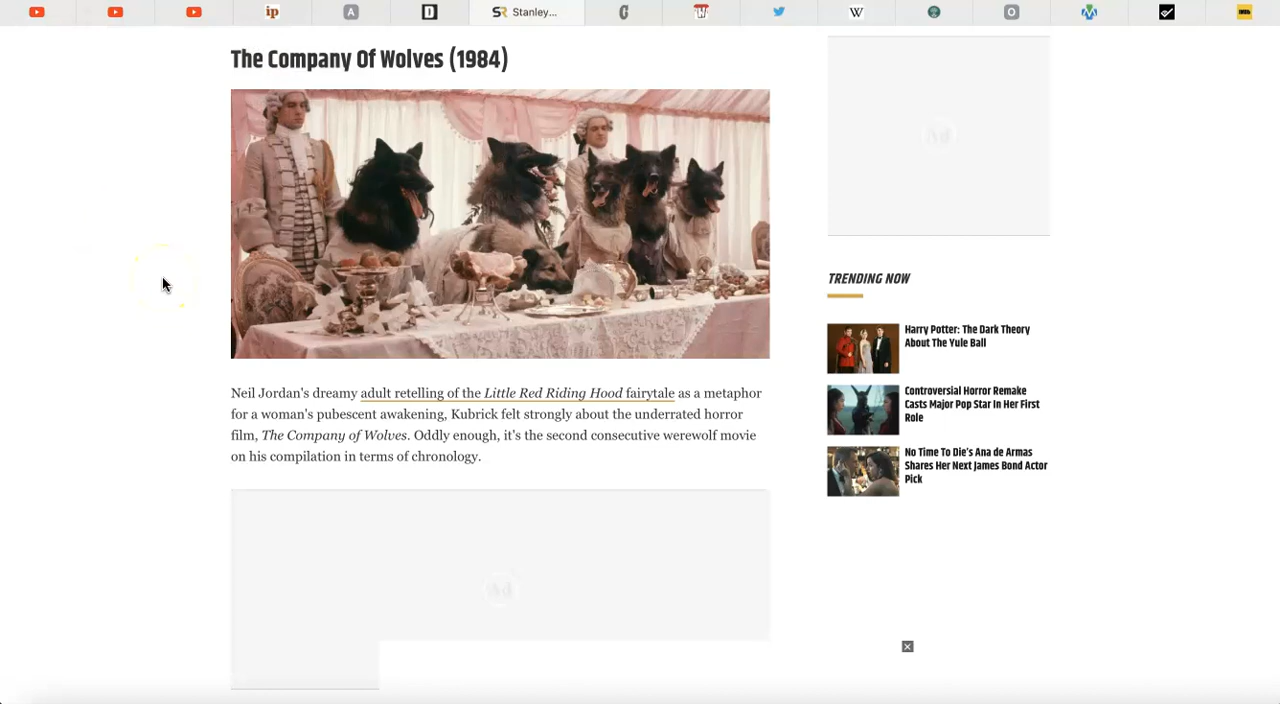 ip
A
D
SR Stanley...
W
O
The Company Of Wolves (1984)
Ad
TRENDING NOW
Harry Potter: The Dark Theory
About The Yule Ball
Controversial Horror Remake
Casts Major Pop Star In Her First
Role
No Time To Die's Ana de Armas
Shares Her Next James Bond Actor
Pick
Neil Jordan's dreamy adult retelling of the Little Red Riding Hood fairytale as a metaphor
for a woman's pubescent awakening, Kubrick felt strongly about the underrated horror
film, The Company of Wolves. Oddly enough, it's the second consecutive werewolf movie
on his compilation in terms of chronology.
Ad